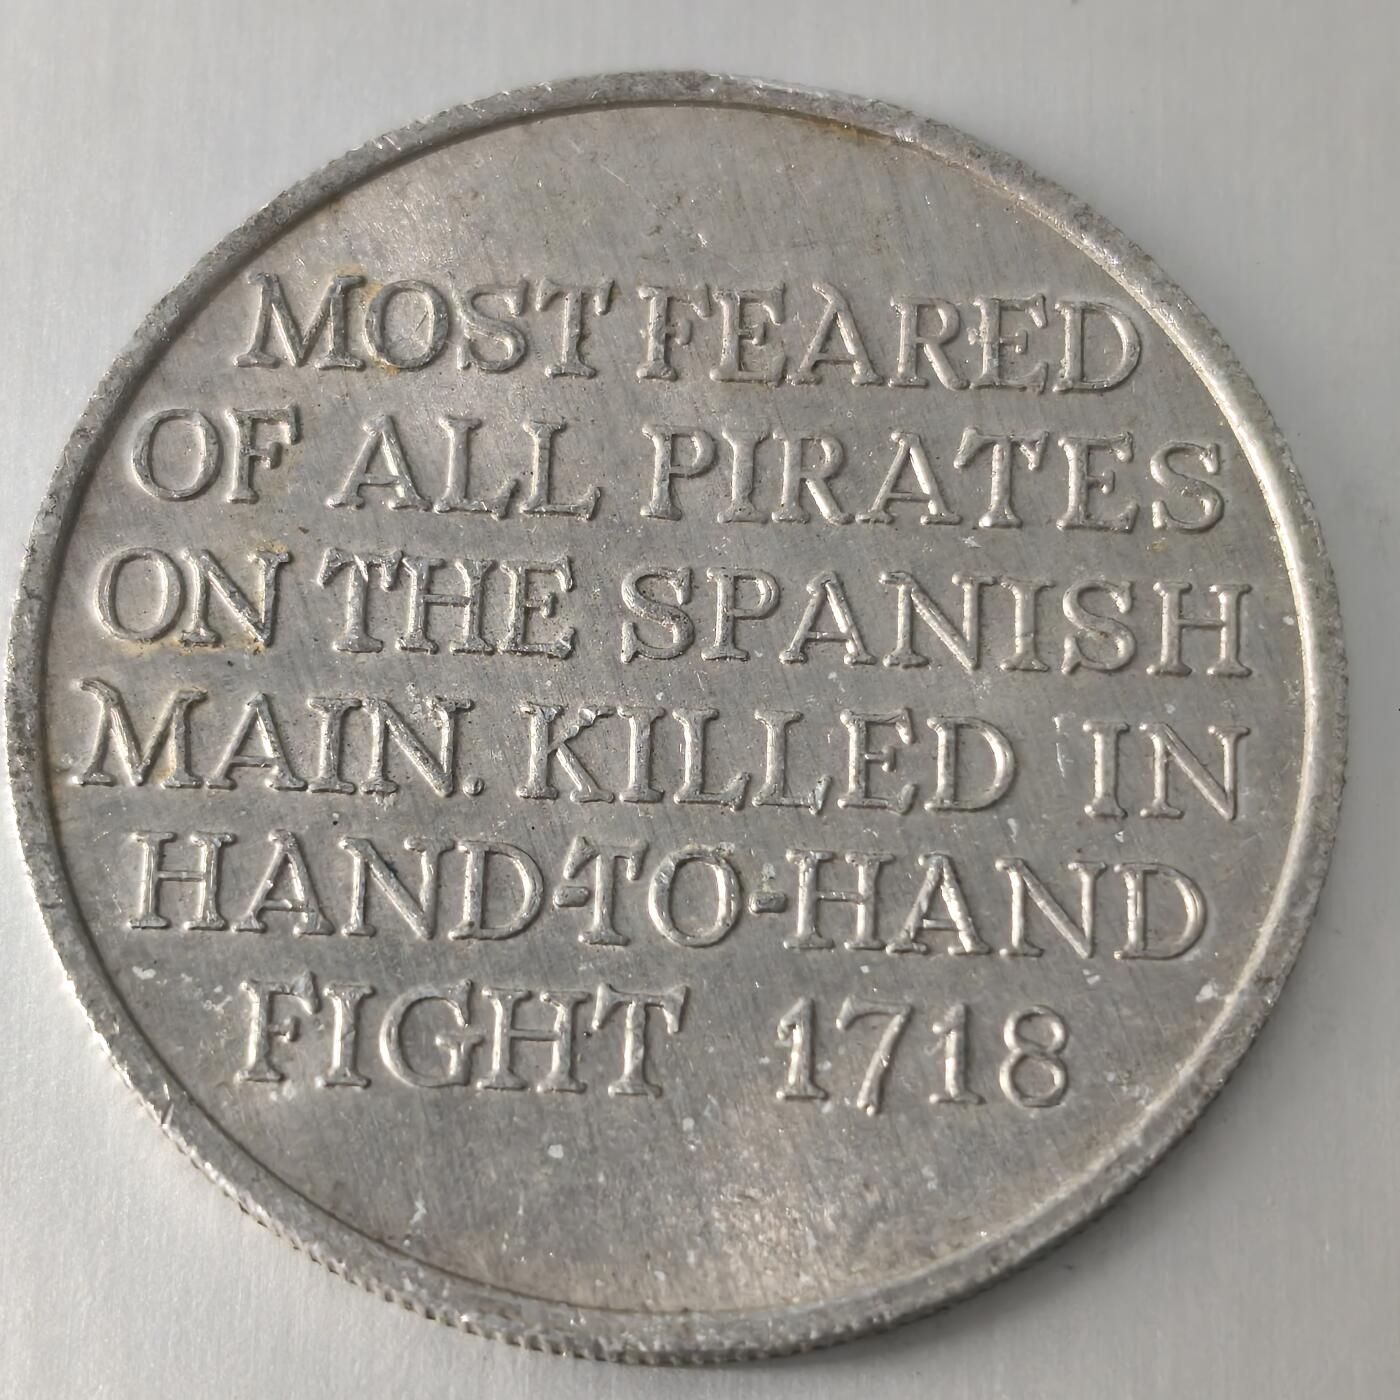 MOST FEARED
OF ALL PIRATES
ON THE SPANISH
MAIN. KILLED IN
HAND-TO-HAND
FIGHT 1718